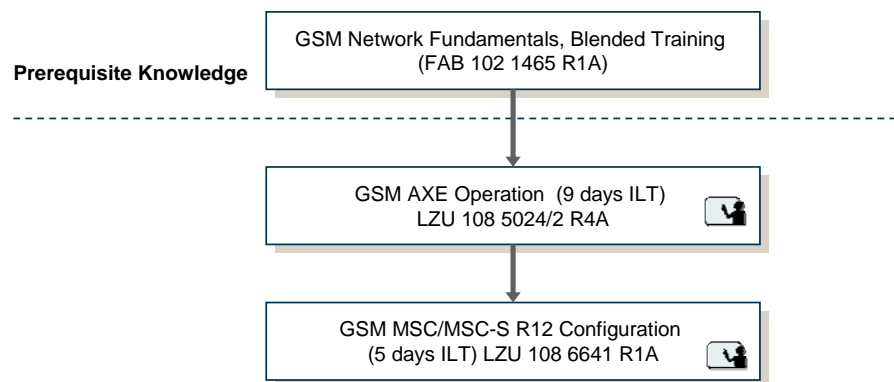 GSM Network Fundamentals, Blended Training
(FAB 102 1465 R1A)
Prerequisite Knowledge
GSM AXE Operation (9 days ILT)
LZU 108 5024/2 R4A
GSM MSC/MSC-S R12 Configuration
(5 days ILT) LZU 108 6641 R1A